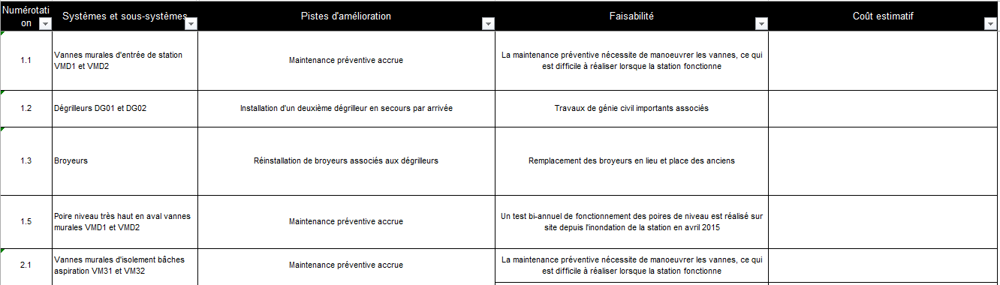 Numérotati
on
Systèmes et sous-systèmes
Pistes d'amélioration
Faisabilité
Coût estimatif
1.1
Vannes murales d'entrée de station
VMD1 et VMD2
Maintenance préventive accrue
La maintenance préventive nécessite de manoeuvrer les vannes, ce qui
est difficile à réaliser lorsque la station fonctionne
1.2
Dégrilleurs DG01 et DG02
Installation d'un deuxième dégrilleur en secours par arrivée
Travaux de génie civil importants associés
1.3
Broyeurs
Réinstallation de broyeurs associés aux dégrilleurs
Remplacement des broyeurs en lieu et place des anciens
1.5
Poire niveau très haut en aval vannes
murales VMD1 et VMD2
Maintenance préventive accrue
Un test bi-annuel de fonctionnement des poires de niveau est réalisé sur
site depuis l'inondation de la station en avril 2015
2.1
Vannes murales d'isolement bâches
aspiration VM31 et VM32
Maintenance préventive accrue
La maintenance préventive nécessite de manoeuvrer les vannes, ce qui
est difficile à réaliser lorsque la station fonctionne